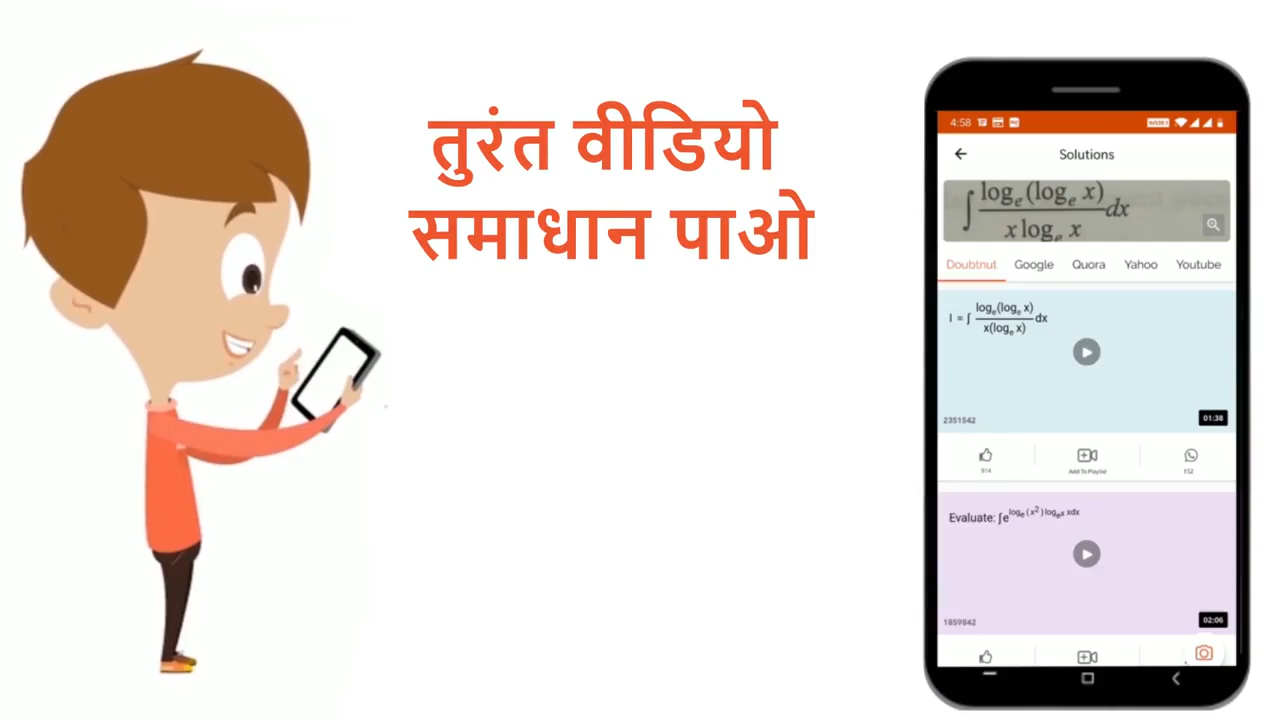 तुरंत वीडियो
समाधान पाओ
4:58
Solutions
∫ logₑ(logₑ x) / x logₑ x dx
Doubtnut Google Quora Yahoo Youtube
I = ∫ logₑ(logₑ x) / x(logₑ x) dx
2351542 01:38
914 Add To Playlist 152
Evaluate: ∫e^logₑ(x²) logₑx xdx
1859842 02:06